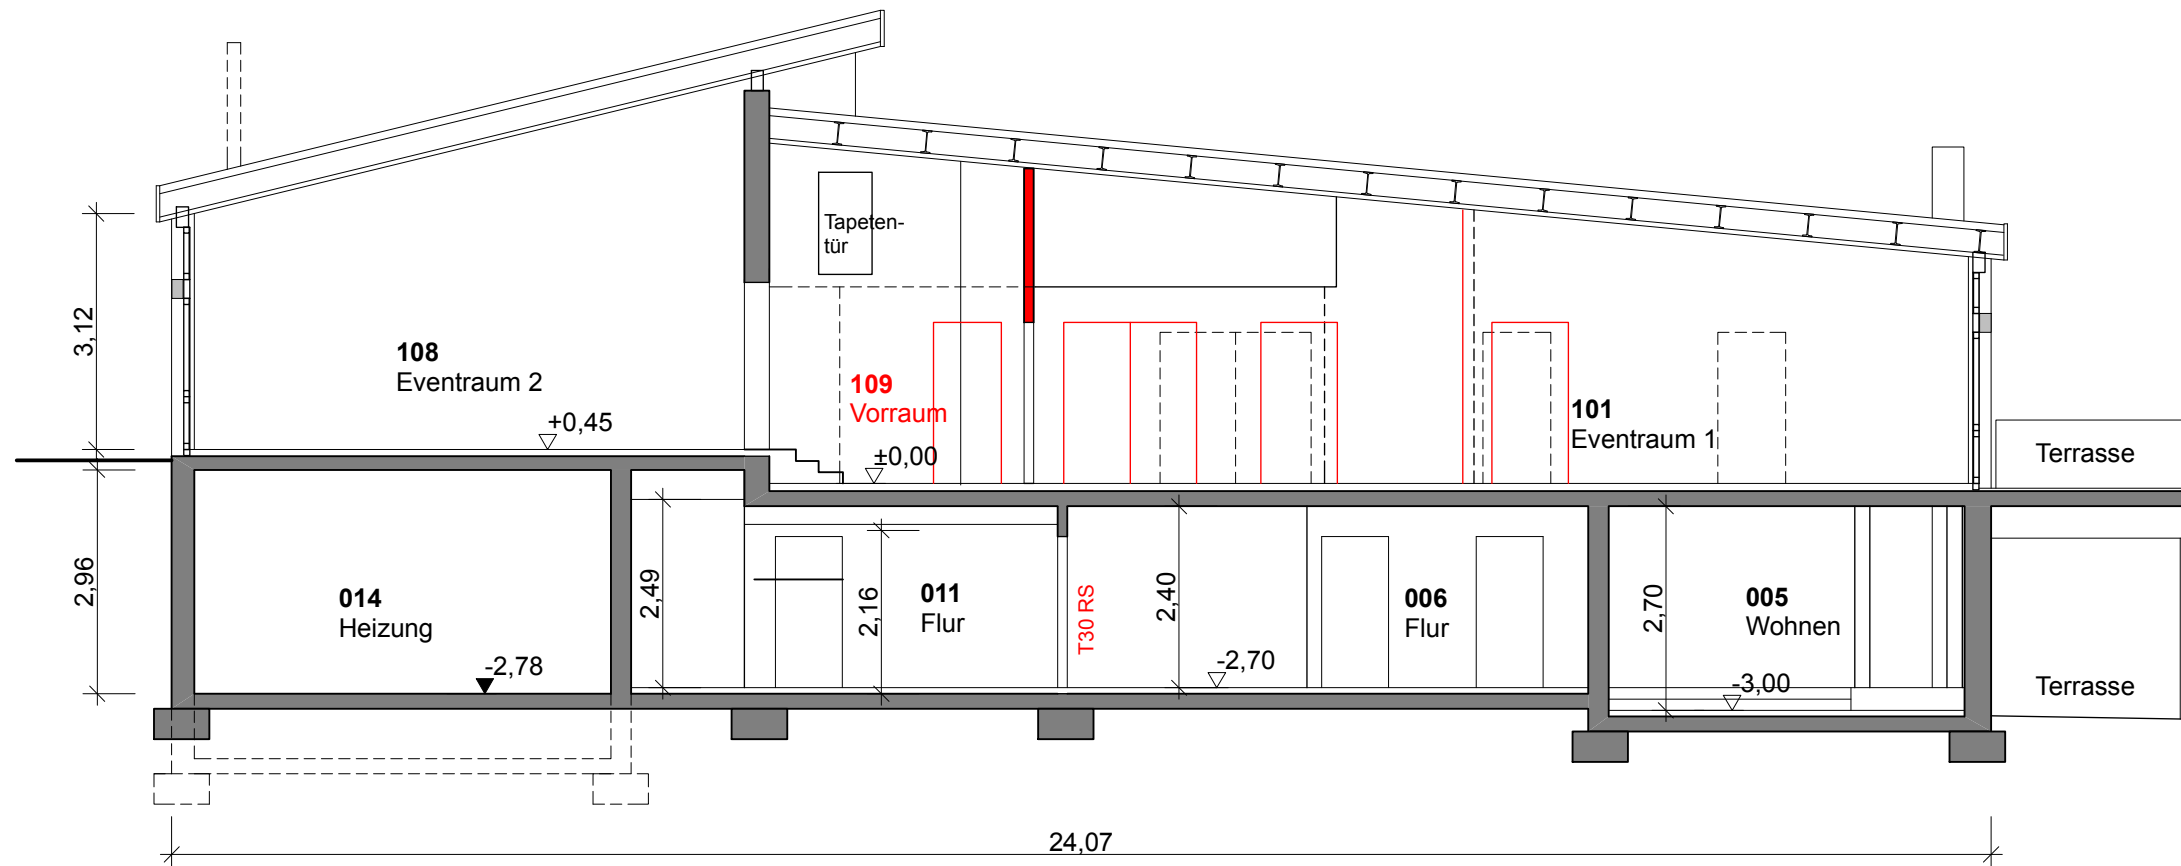 Tapeten-
tür
3,12
108
Eventraum 2
+0,45
109
Vorraum
±0,00
101
Eventraum 1
Terrasse
2,96
014
Heizung
-2,78
2,49
2,16
011
Flur
T30 RS
2,40
-2,70
006
Flur
2,70
005
Wohnen
-3,00
Terrasse
24,07